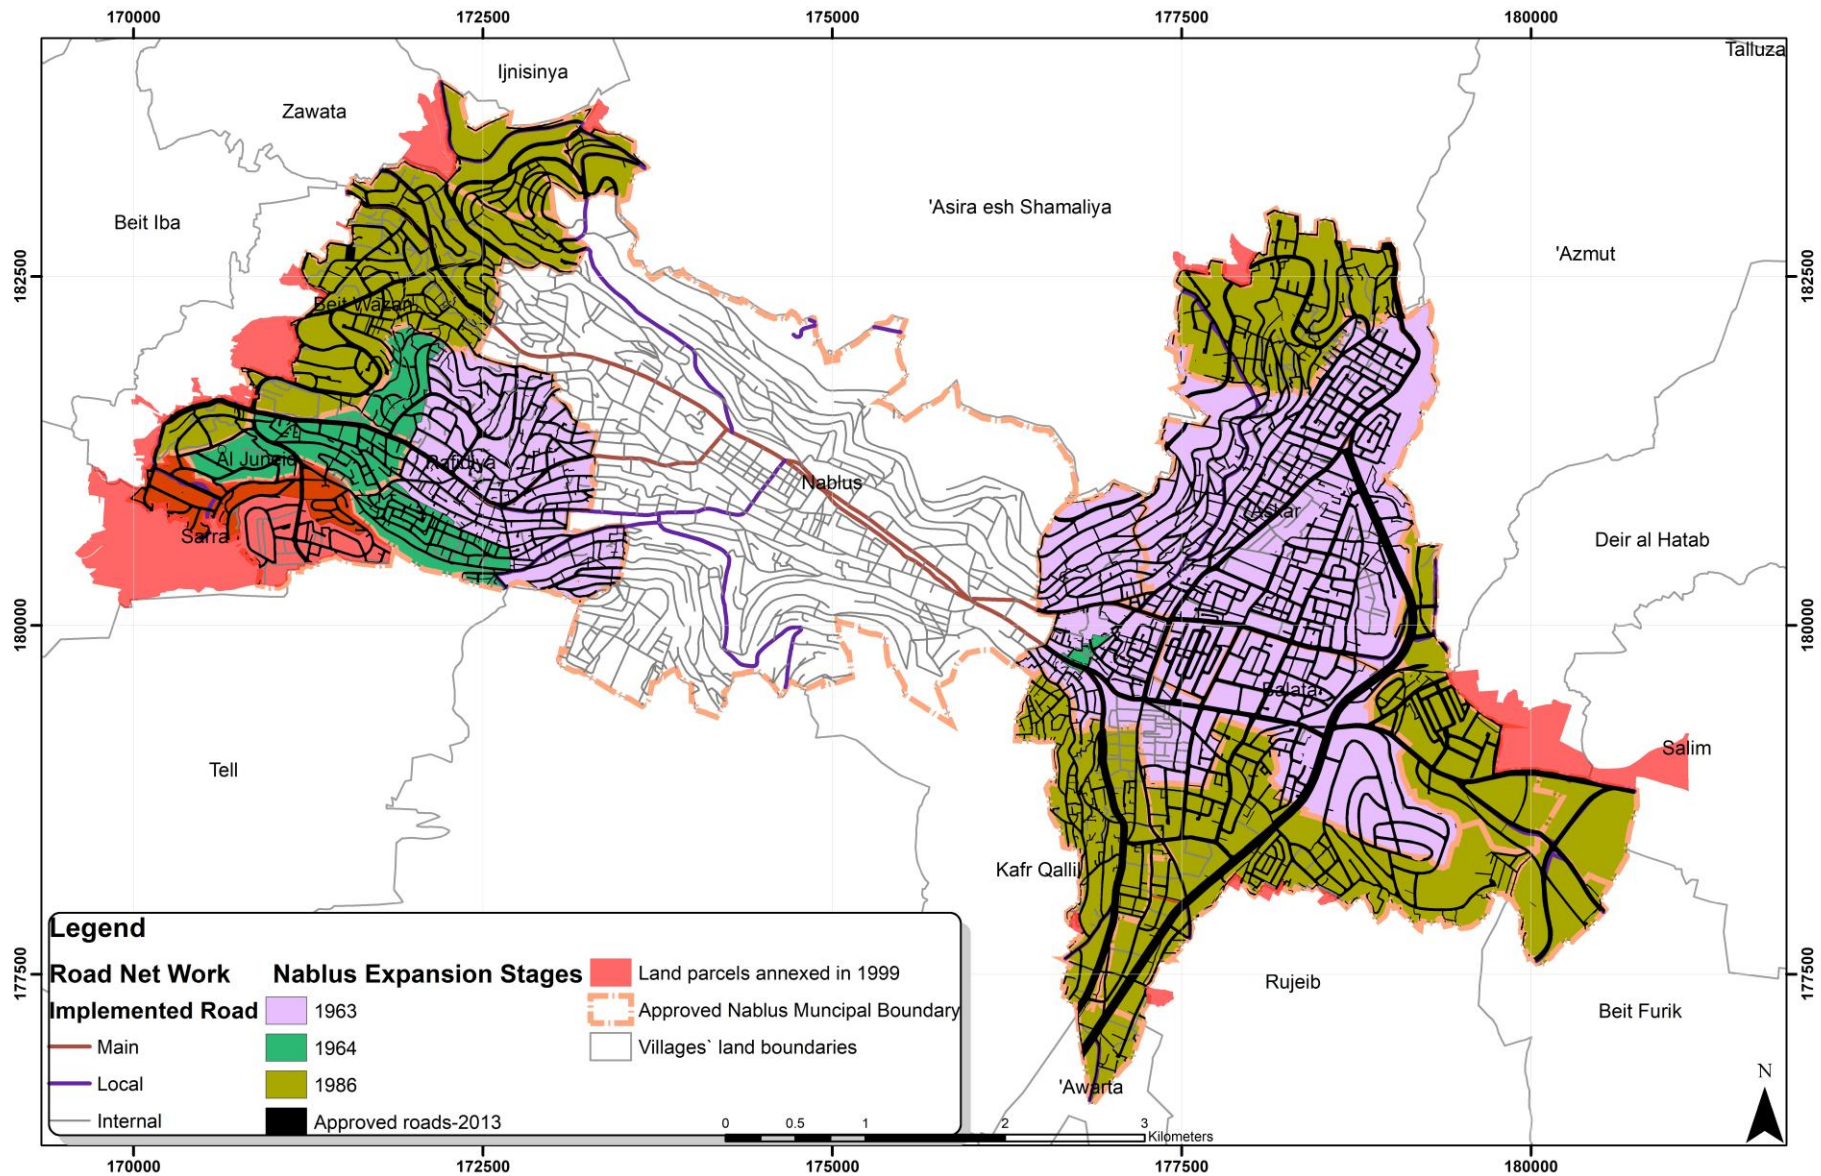 170000 172500 175000 177500 180000
Talluza
Ijnisinya
Zawata
'Asira esh Shamaliya
Beit Iba
'Azmut
182500 182500
Beit Wazan
Al Juneid
Rafidiya
Nablus
Askar
Sarra
Deir al Hatab
180000 180000
Balata
Salim
Tell
Kafr Qallil
177500 177500
Rujeib
Beit Furik
'Awarta
Legend
Road Net Work
Implemented Road
Main
Local
Internal
Nablus Expansion Stages
1963
1964
1986
Approved roads-2013
Land parcels annexed in 1999
Approved Nablus Muncipal Boundary
Villages` land boundaries
N
0 0.5 1 2 3
Kilometers
170000 172500 175000 177500 180000